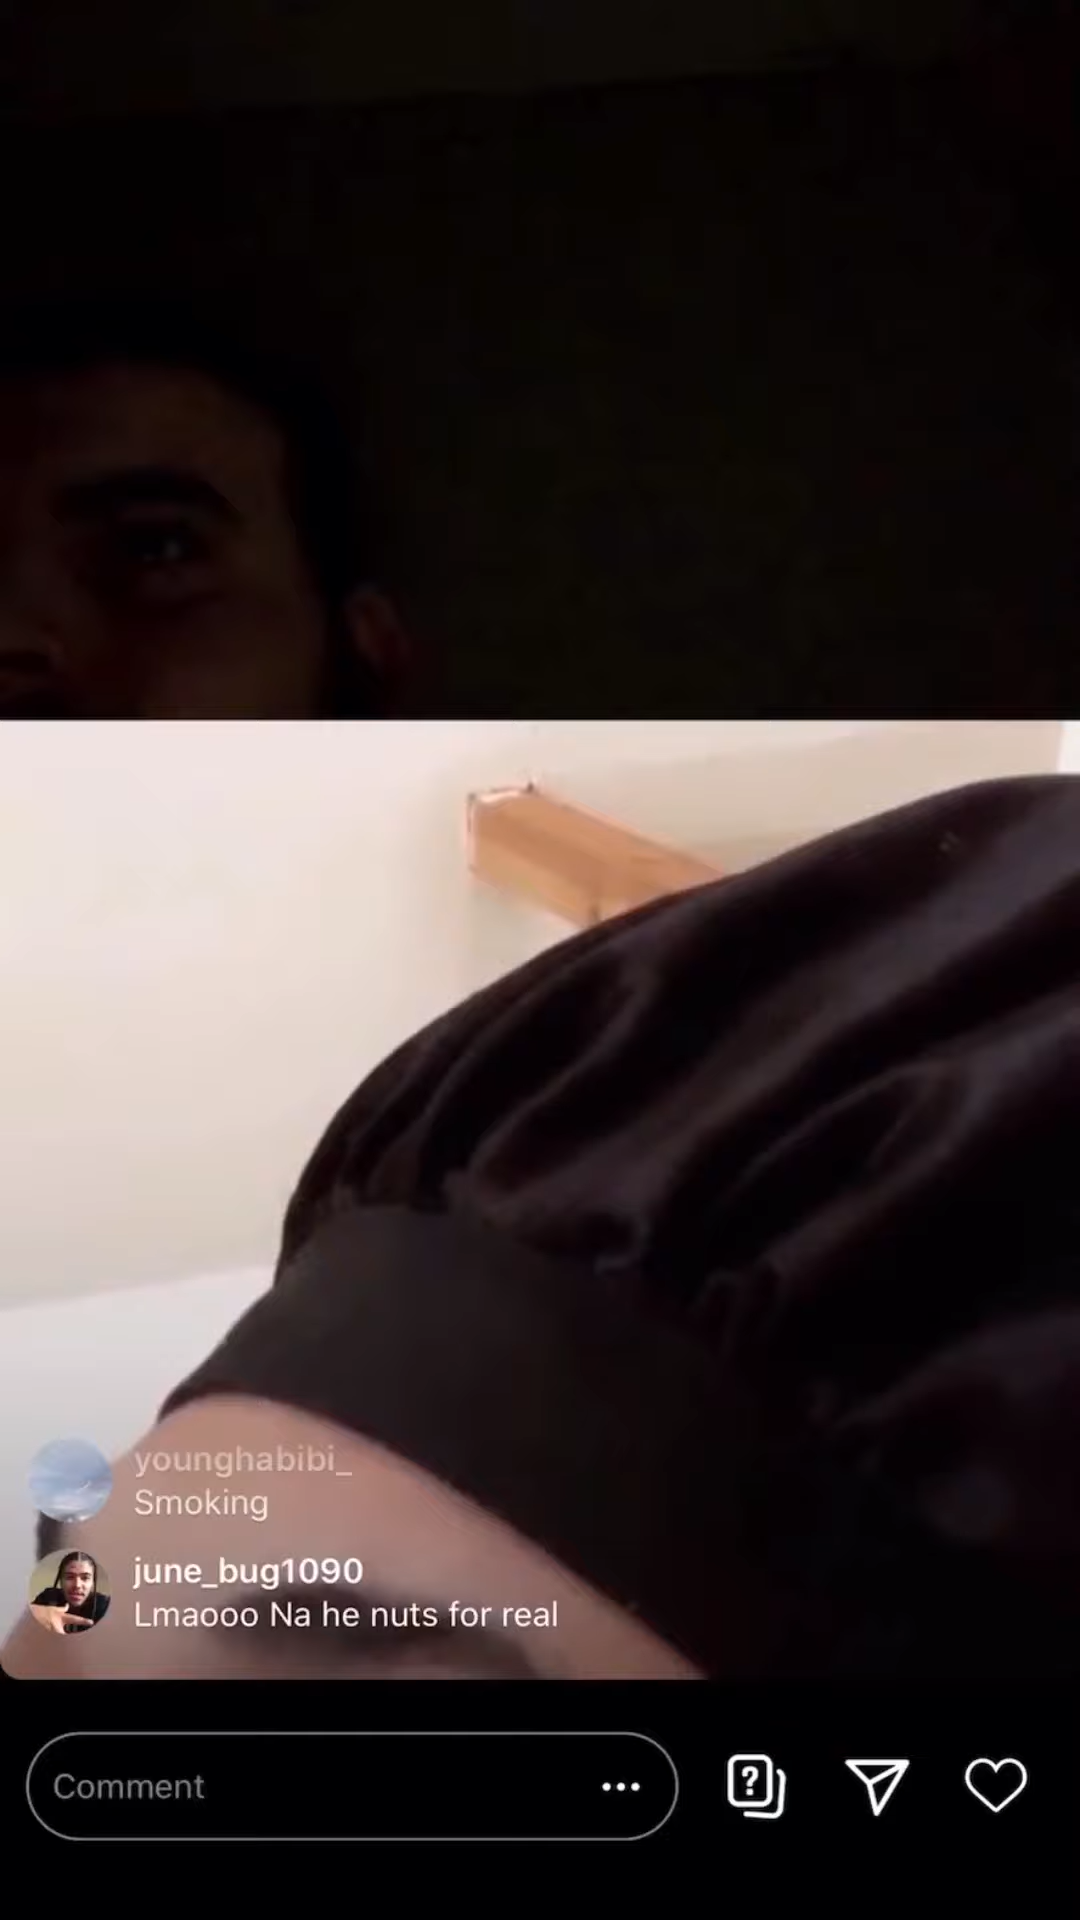 younghabibi_
Smoking
june_bug1090
Lmaooo Na he nuts for real
Comment
?